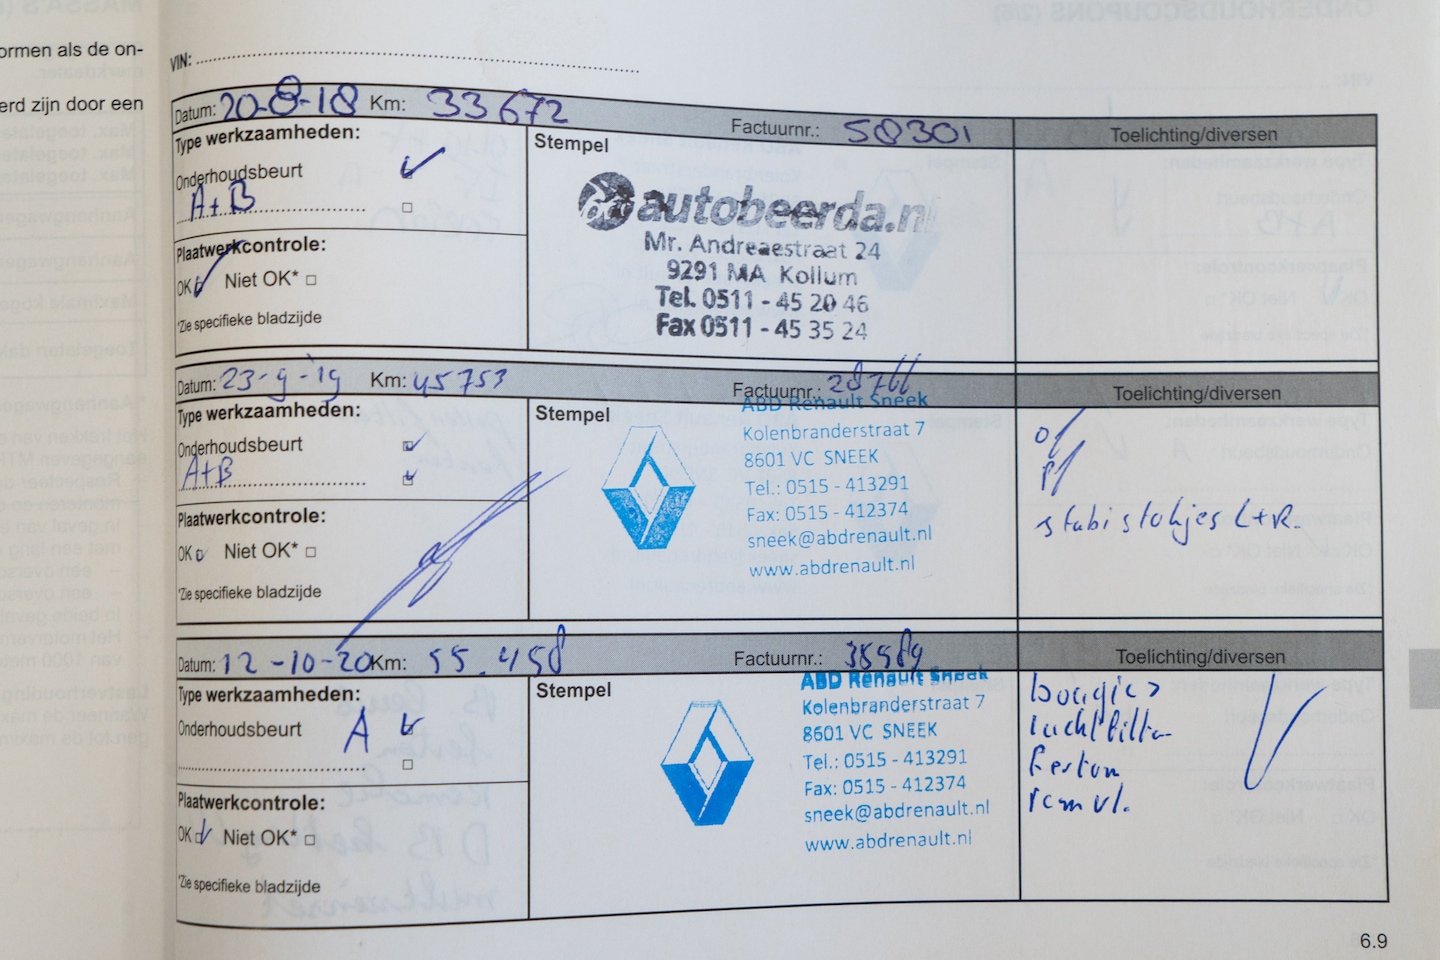 ormen als de on-
erd zijn door een
VIN:
Datum: 20-8-18 Km: 33672 Factuurnr.: 58301 Toelichting/diversen
Type werkzaamheden:
Stempel
Onderhoudsbeurt
A+B
Plaatwerkcontrole:
OK Niet OK*
*Zie specifieke bladzijde
autobeerda.nl
Mr. Andreaestraat 24
9291 MA Kollum
Tel. 0511 - 45 20 46
Fax 0511 - 45 35 24
Datum: 23-9-19 Km: 45753 Factuurnr.: 28766 Toelichting/diversen
Type werkzaamheden:
Stempel
Onderhoudsbeurt
A+B
Plaatwerkcontrole:
OK Niet OK*
*Zie specifieke bladzijde
ABD Renault Sneek
Kolenbranderstraat 7
8601 VC SNEEK
Tel.: 0515 - 413291
Fax: 0515 - 412374
sneek@abdrenault.nl
www.abdrenault.nl
stabistokjes L+R.
Datum: 12-10-20 Km: 55.458 Factuurnr.: 38989 Toelichting/diversen
Type werkzaamheden:
Stempel
Onderhoudsbeurt A
Plaatwerkcontrole:
OK Niet OK*
*Zie specifieke bladzijde
ABD Renault Sneek
Kolenbranderstraat 7
8601 VC SNEEK
Tel.: 0515 - 413291
Fax: 0515 - 412374
sneek@abdrenault.nl
www.abdrenault.nl
bougies
luchtfilter
remvl.
6.9